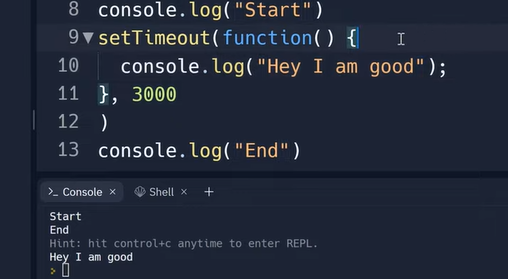 8 console.log("Start")
9 setTimeout(function() {
10 console.log("Hey I am good");
11 }, 3000
12 )
13 console.log("End")
>_ Console × Shell × +
Start
End
Hint: hit control+c anytime to enter REPL.
Hey I am good
>